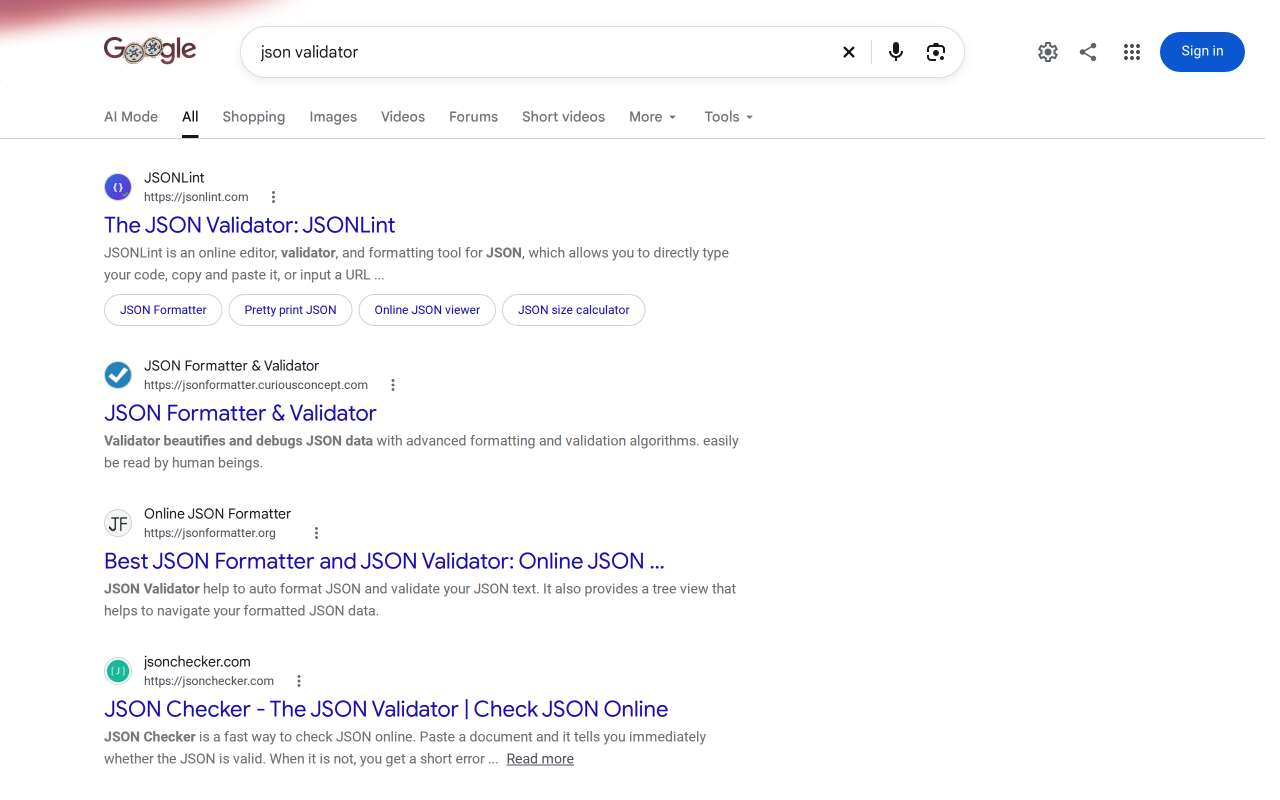 Google
json validator
Sign in
AI Mode
All
Shopping
Images
Videos
Forums
Short videos
More
Tools
{}
JSONLint
https://jsonlint.com
The JSON Validator: JSONLint
JSONLint is an online editor, validator, and formatting tool for JSON, which allows you to directly type
your code, copy and paste it, or input a URL ...
JSON Formatter
Pretty print JSON
Online JSON viewer
JSON size calculator
JSON Formatter & Validator
https://jsonformatter.curiousconcept.com
JSON Formatter & Validator
Validator beautifies and debugs JSON data with advanced formatting and validation algorithms. easily
be read by human beings.
JF
Online JSON Formatter
https://jsonformatter.org
Best JSON Formatter and JSON Validator: Online JSON ...
JSON Validator help to auto format JSON and validate your JSON text. It also provides a tree view that
helps to navigate your formatted JSON data.
[J]
jsonchecker.com
https://jsonchecker.com
JSON Checker - The JSON Validator | Check JSON Online
JSON Checker is a fast way to check JSON online. Paste a document and it tells you immediately
whether the JSON is valid. When it is not, you get a short error ... Read more